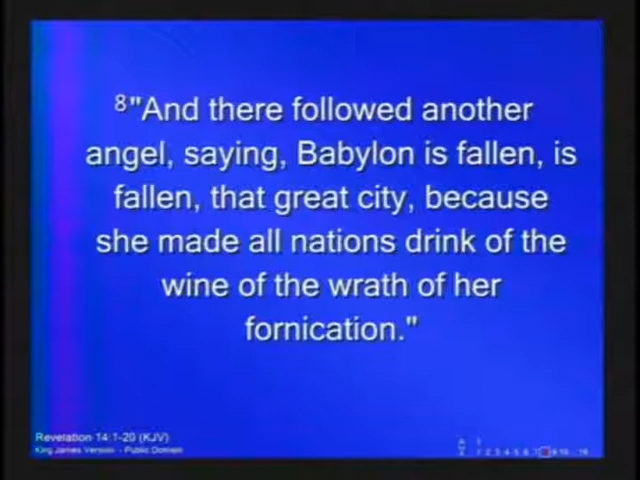 8"And there followed another
angel, saying, Babylon is fallen, is
fallen, that great city, because
she made all nations drink of the
wine of the wrath of her
fornication."
Revelation 14:1-20 (KJV)
King James Version - Public Domain